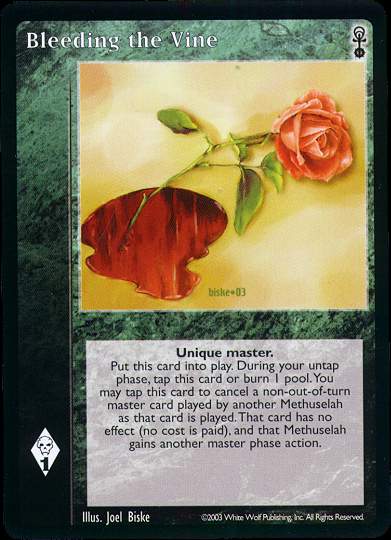 Bleeding the Vine
biske•03
Unique master.
Put this card into play. During your untap
phase, tap this card or burn 1 pool. You
may tap this card to cancel a non-out-of-turn
master card played by another Methuselah
as that card is played. That card has no
effect (no cost is paid), and that Methuselah
gains another master phase action.
1
Illus. Joel Biske
©2003 White Wolf Publishing, Inc. All Rights Reserved.